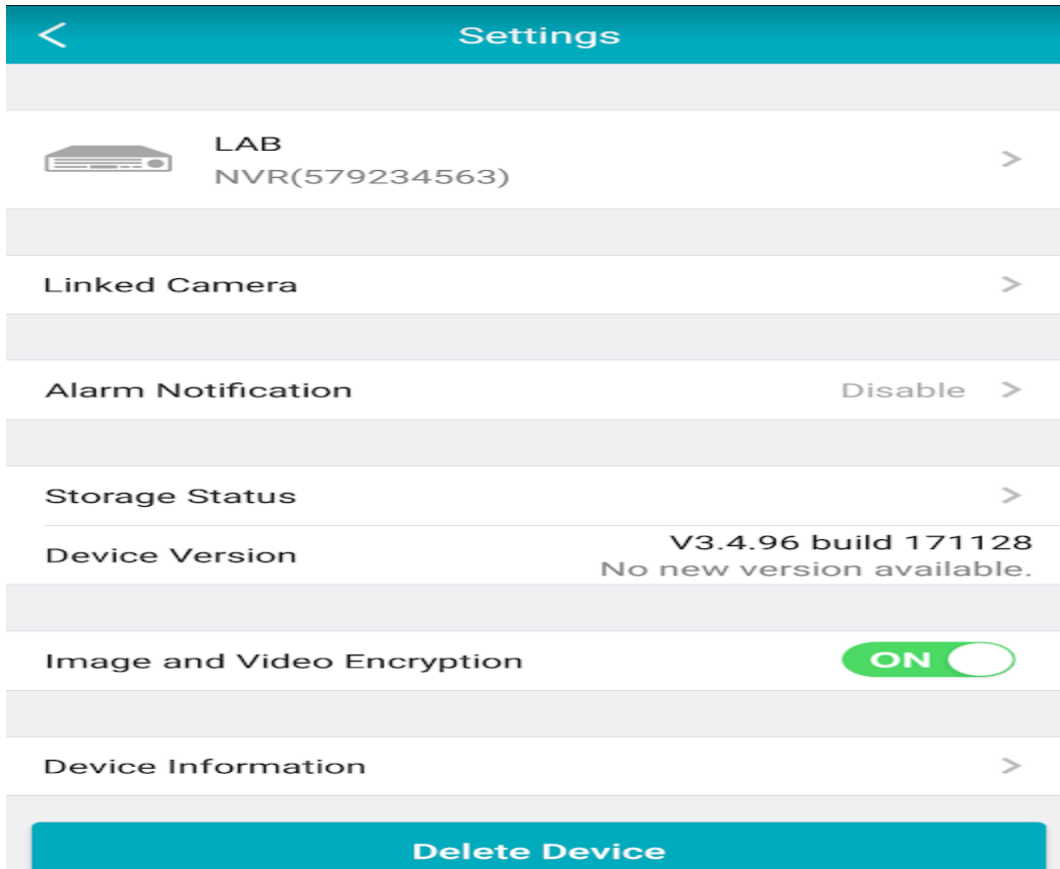 Settings
LAB
NVR(579234563)
Linked Camera
Alarm Notification Disable
Storage Status
Device Version V3.4.96 build 171128
No new version available.
Image and Video Encryption ON
Device Information
Delete Device